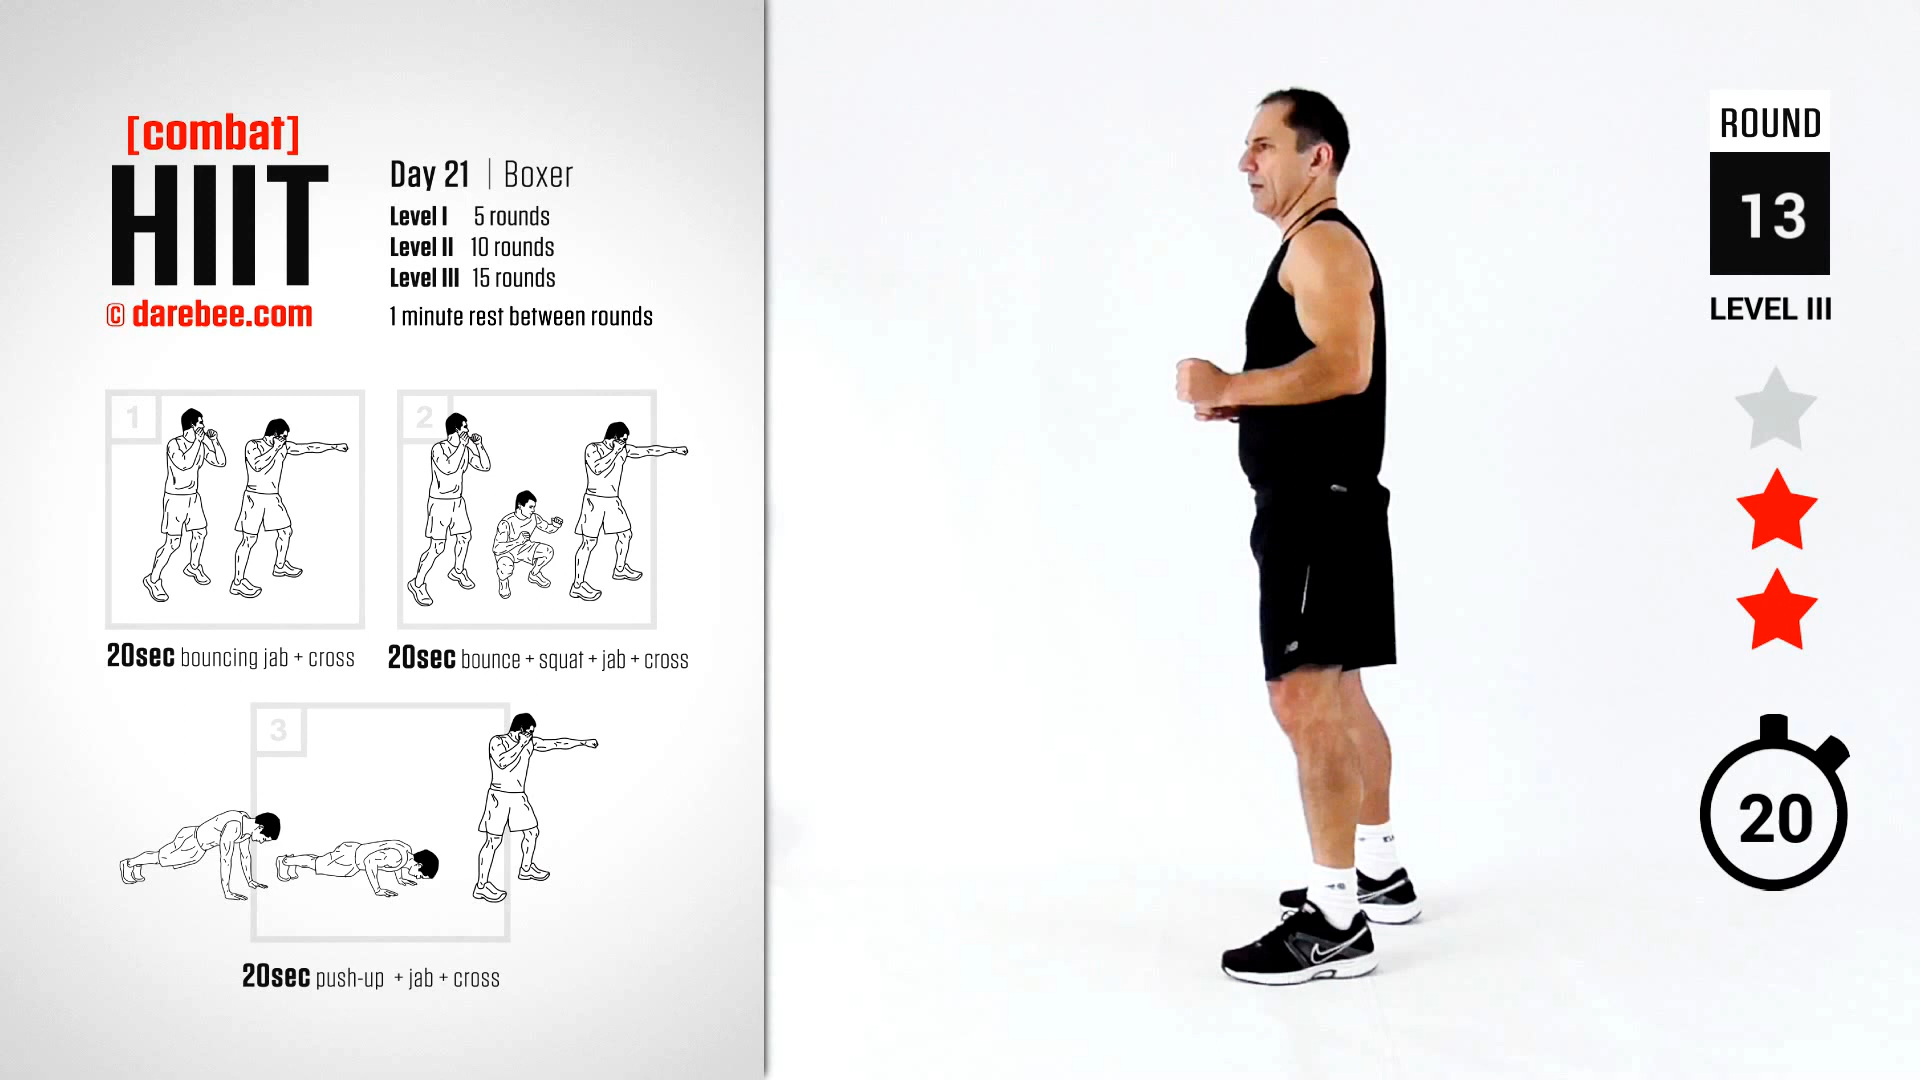 [combat]
HIIT
© darebee.com
Day 21 | Boxer
Level I 5 rounds
Level II 10 rounds
Level III 15 rounds
1 minute rest between rounds
1
2
20sec bouncing jab + cross
20sec bounce + squat + jab + cross
3
20sec push-up + jab + cross
ROUND
13
LEVEL III
20